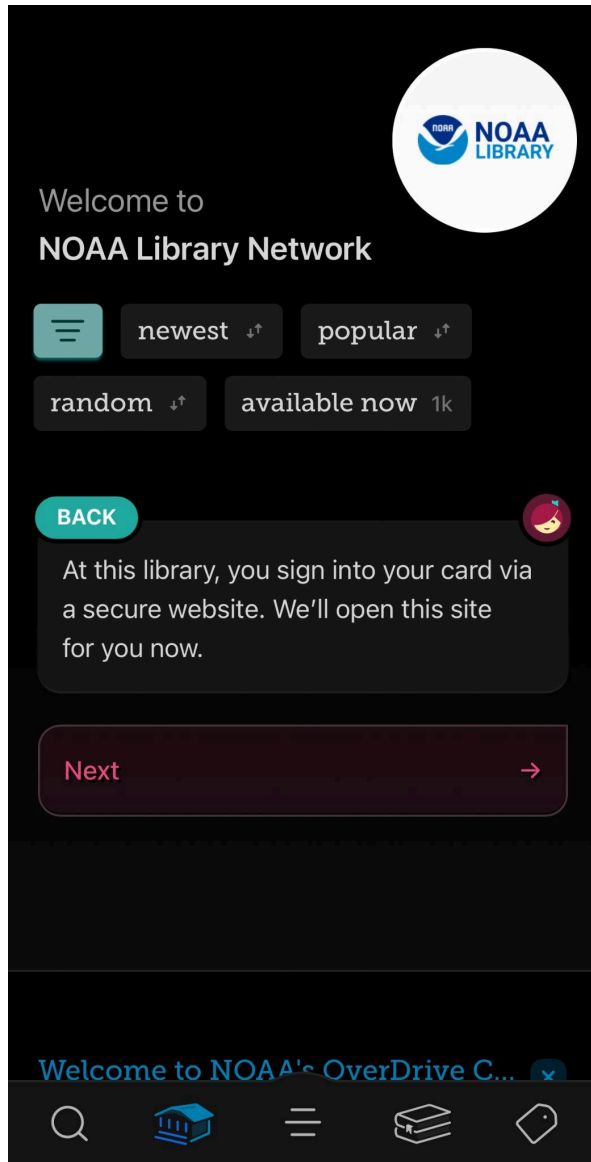 NOAA
NOAA
LIBRARY
Welcome to
NOAA Library Network
newest
popular
random
available now 1k
BACK
At this library, you sign into your card via
a secure website. We’ll open this site
for you now.
Next
Welcome to NOAA's OverDrive C...